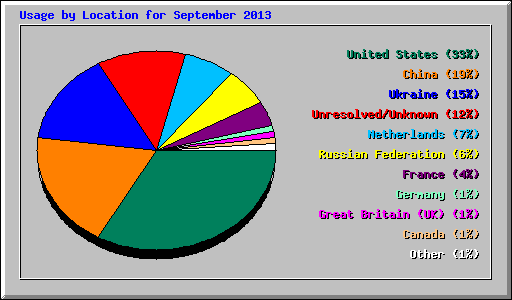 Usage by Location for September 2013
United States (33%)
China (19%)
Ukraine (15%)
Unresolved/Unknown (12%)
Netherlands (7%)
Russian Federation (6%)
France (4%)
Germany (1%)
Great Britain (UK) (1%)
Canada (1%)
Other (1%)